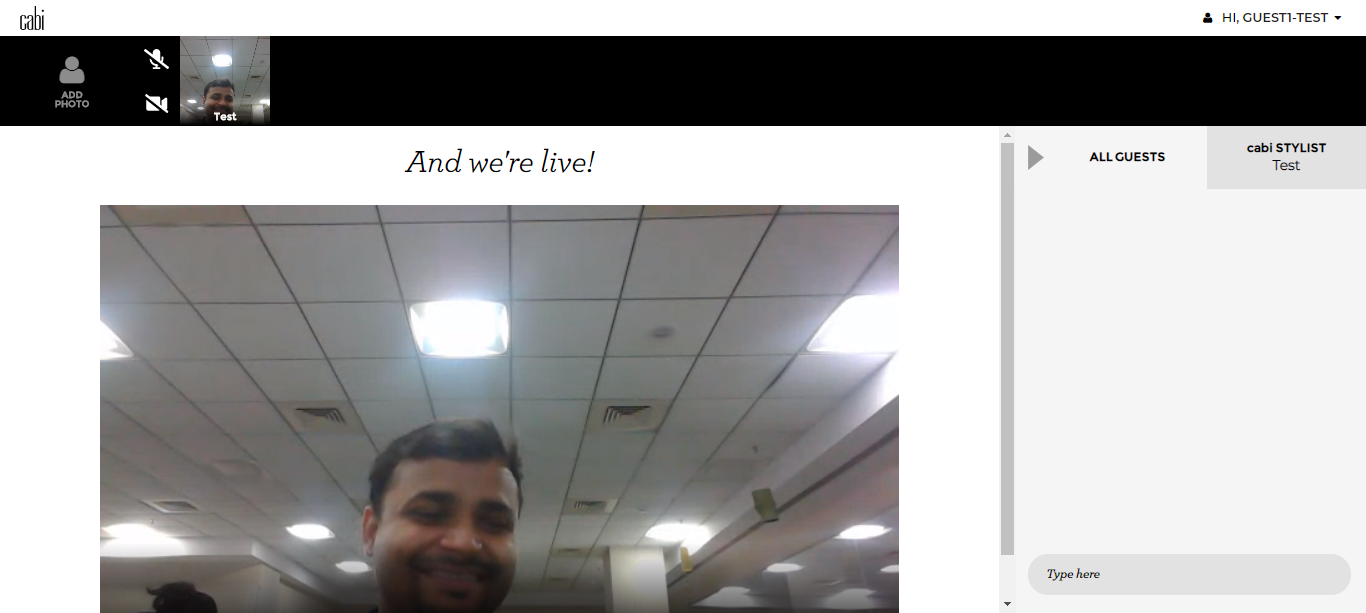 cabi
HI, GUEST1-TEST
ADD
PHOTO
Test
And we're live!
ALL GUESTS
cabi STYLIST
Test
Type here